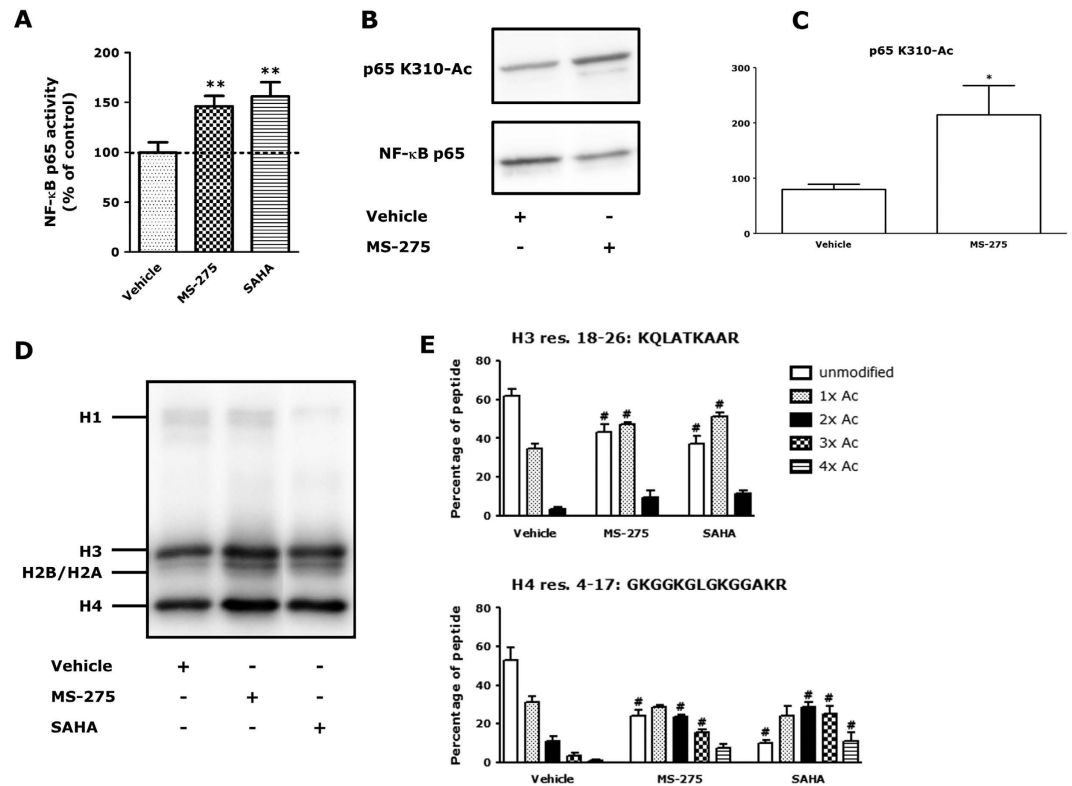 A
NF-κB p65 activity
(% of control)
200
150
100
50
0
** **
Vehicle
MS-275
SAHA
B
p65 K310-Ac
NF-κB p65
Vehicle + -
MS-275 - +
C
p65 K310-Ac
300
200
100
0
*
Vehicle MS-275
D
H1
H3
H2B/H2A
H4
Vehicle + - -
MS-275 - + -
SAHA - - +
E
H3 res. 18-26: KQLATKAAR
Percentage of peptide
80
60
40
20
0
# # # #
Vehicle MS-275 SAHA
unmodified
1x Ac
2x Ac
3x Ac
4x Ac
H4 res. 4-17: GKGGKGLGKGGAKR
Percentage of peptide
80
60
40
20
0
# # # # # # #
Vehicle MS-275 SAHA